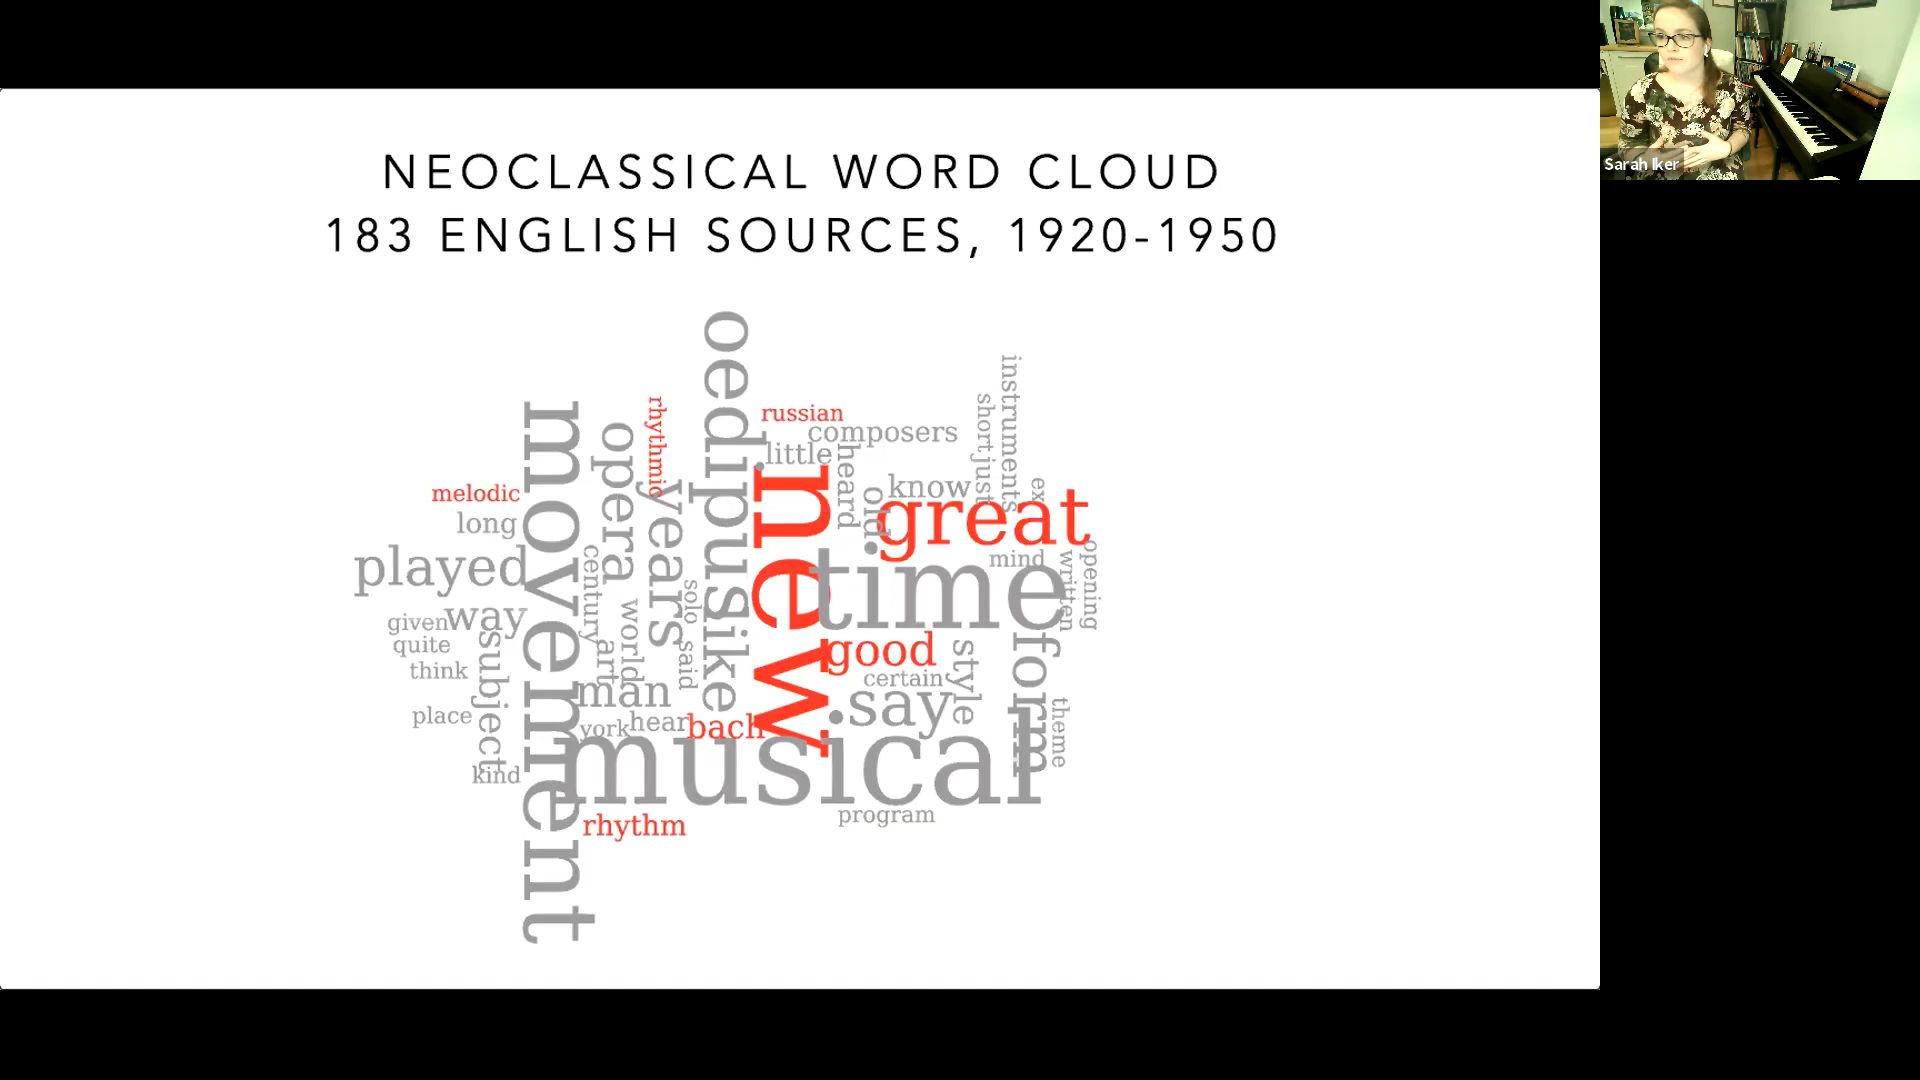 NEOCLASSICAL WORD CLOUD
183 ENGLISH SOURCES, 1920-1950
Sarah Iker
oedipus
instruments
rhythmic
russian
short
movement
opera
composers
little
heard
just
melodic
years
new
old
know
great
long
played
century
time
mind
written
opening
given
way
solo
world
like
good
form
quite
subject
art
said
style
think
man
certain
say
place
york
hear
bach
theme
musical
kind
rhythm
program